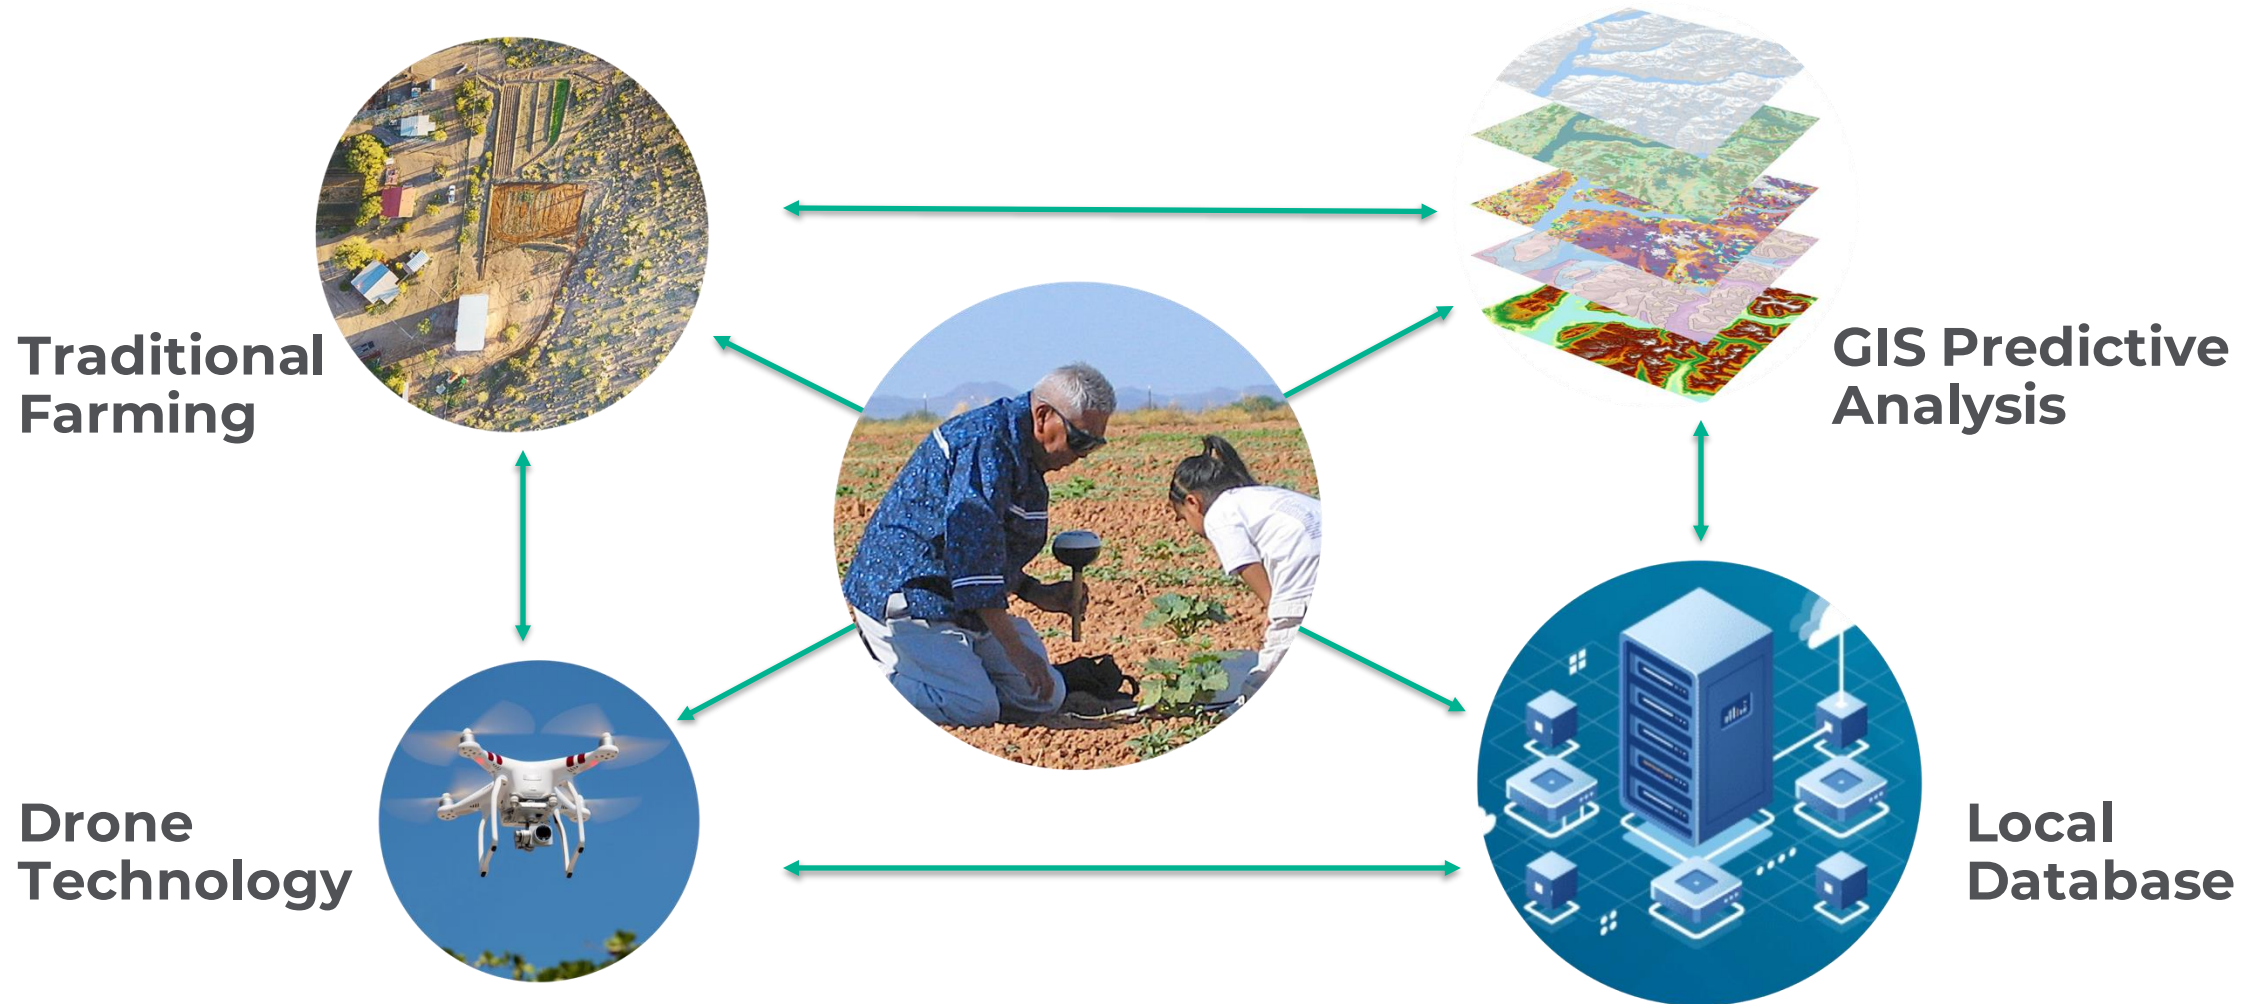 Traditional
Farming
GIS Predictive
Analysis
Drone
Technology
Local
Database